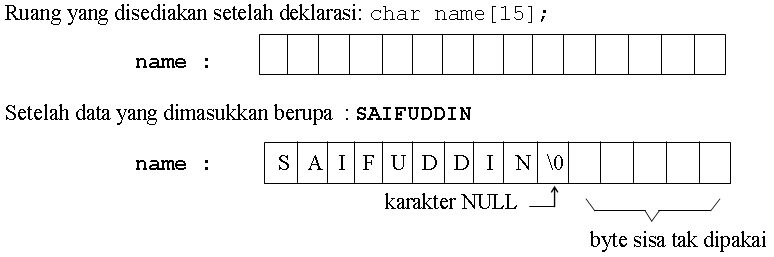 Ruang yang disediakan setelah deklarasi: char name[15];
name :
Setelah data yang dimasukkan berupa : SAIFUDDIN
name : S A I F U D D I N \0
karakter NULL
byte sisa tak dipakai